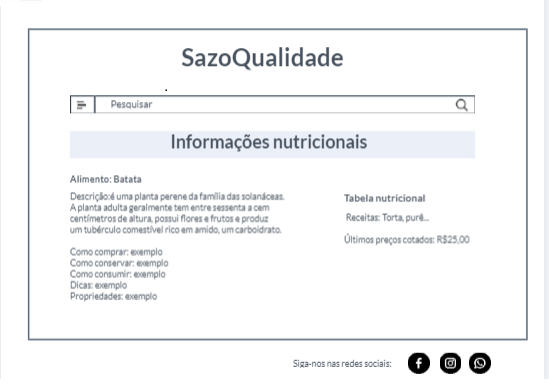 SazoQualidade
Pesquisar
Informações nutricionais
Alimento: Batata
Descrição:é uma planta perene da família das solanáceas.
A planta adulta geralmente tem entre sessenta a cem
centímetros de altura, possui flores e frutos e produz
um tubérculo comestível rico em amido, um carboidrato.
Como comprar: exemplo
Como conservar: exemplo
Como consumir: exemplo
Dicas: exemplo
Propriedades: exemplo
Tabela nutricional
Receitas: Torta, purê...
Últimos preços cotados: R$25,00
Siga-nos nas redes sociais: